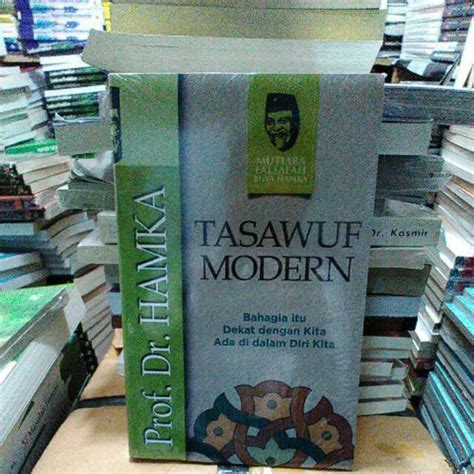 MUTIARA
FALSAFAH
BUYA HAMKA
Prof. Dr. HAMKA
TASAWUF
MODERN
Bahagia itu
Dekat dengan Kita
Ada di dalam Diri Kita
Dr. Kasmir